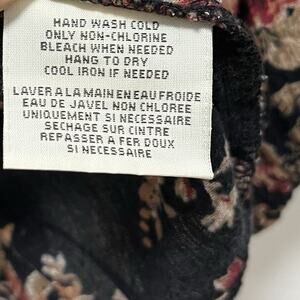 HAND WASH COLD
ONLY NON-CHLORINE
BLEACH WHEN NEEDED
HANG TO DRY
COOL IRON IF NEEDED
LAVER A LA MAIN EN EAU FROIDE
EAU DE JAVEL NON CHLOREE
UNIQUEMENT SI NECESSAIRE
SECHAGE SUR CINTRE
REPASSER A FER DOUX
SI NECESSAIRE